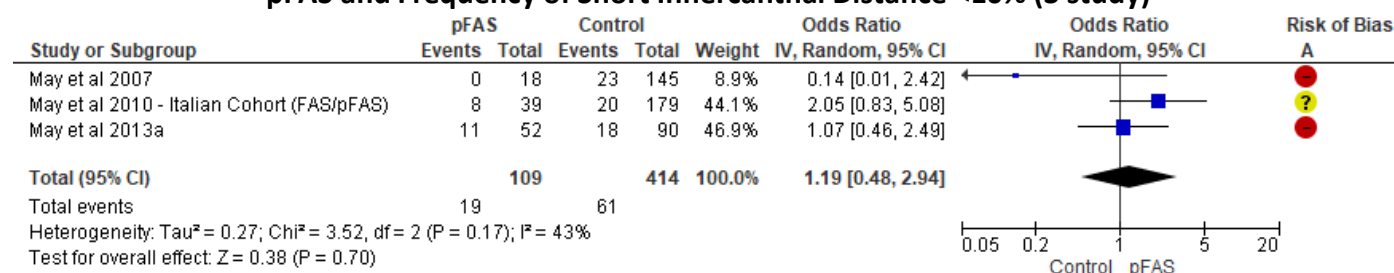 pFAS and Frequency of Short Innercanthal Distance <10% (3 study)
pFAS Control Odds Ratio Odds Ratio Risk of Bias
Study or Subgroup Events Total Events Total Weight IV, Random, 95% CI IV, Random, 95% CI A
May et al 2007 0 18 23 145 8.9% 0.14 [0.01, 2.42] -
May et al 2010 - Italian Cohort (FAS/pFAS) 8 39 20 179 44.1% 2.05 [0.83, 5.08] ?
May et al 2013a 11 52 18 90 46.9% 1.07 [0.46, 2.49] -
Total (95% CI) 109 414 100.0% 1.19 [0.48, 2.94]
Total events 19 61
Heterogeneity: Tau² = 0.27; Chi² = 3.52, df = 2 (P = 0.17); I² = 43%
Test for overall effect: Z = 0.38 (P = 0.70)
0.05 0.2 1 5 20
Control pFAS